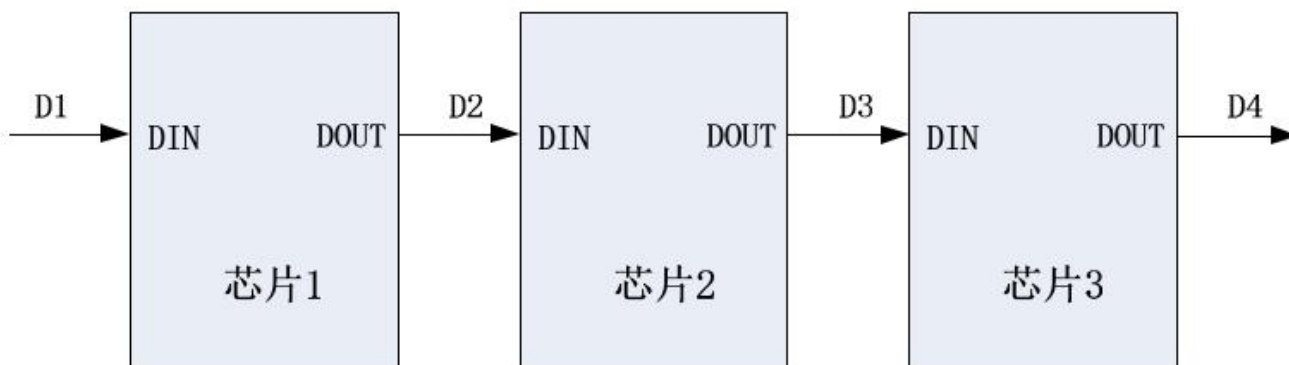 D1 D2 D3 D4
DIN DOUT DIN DOUT DIN DOUT
芯片1 芯片2 芯片3